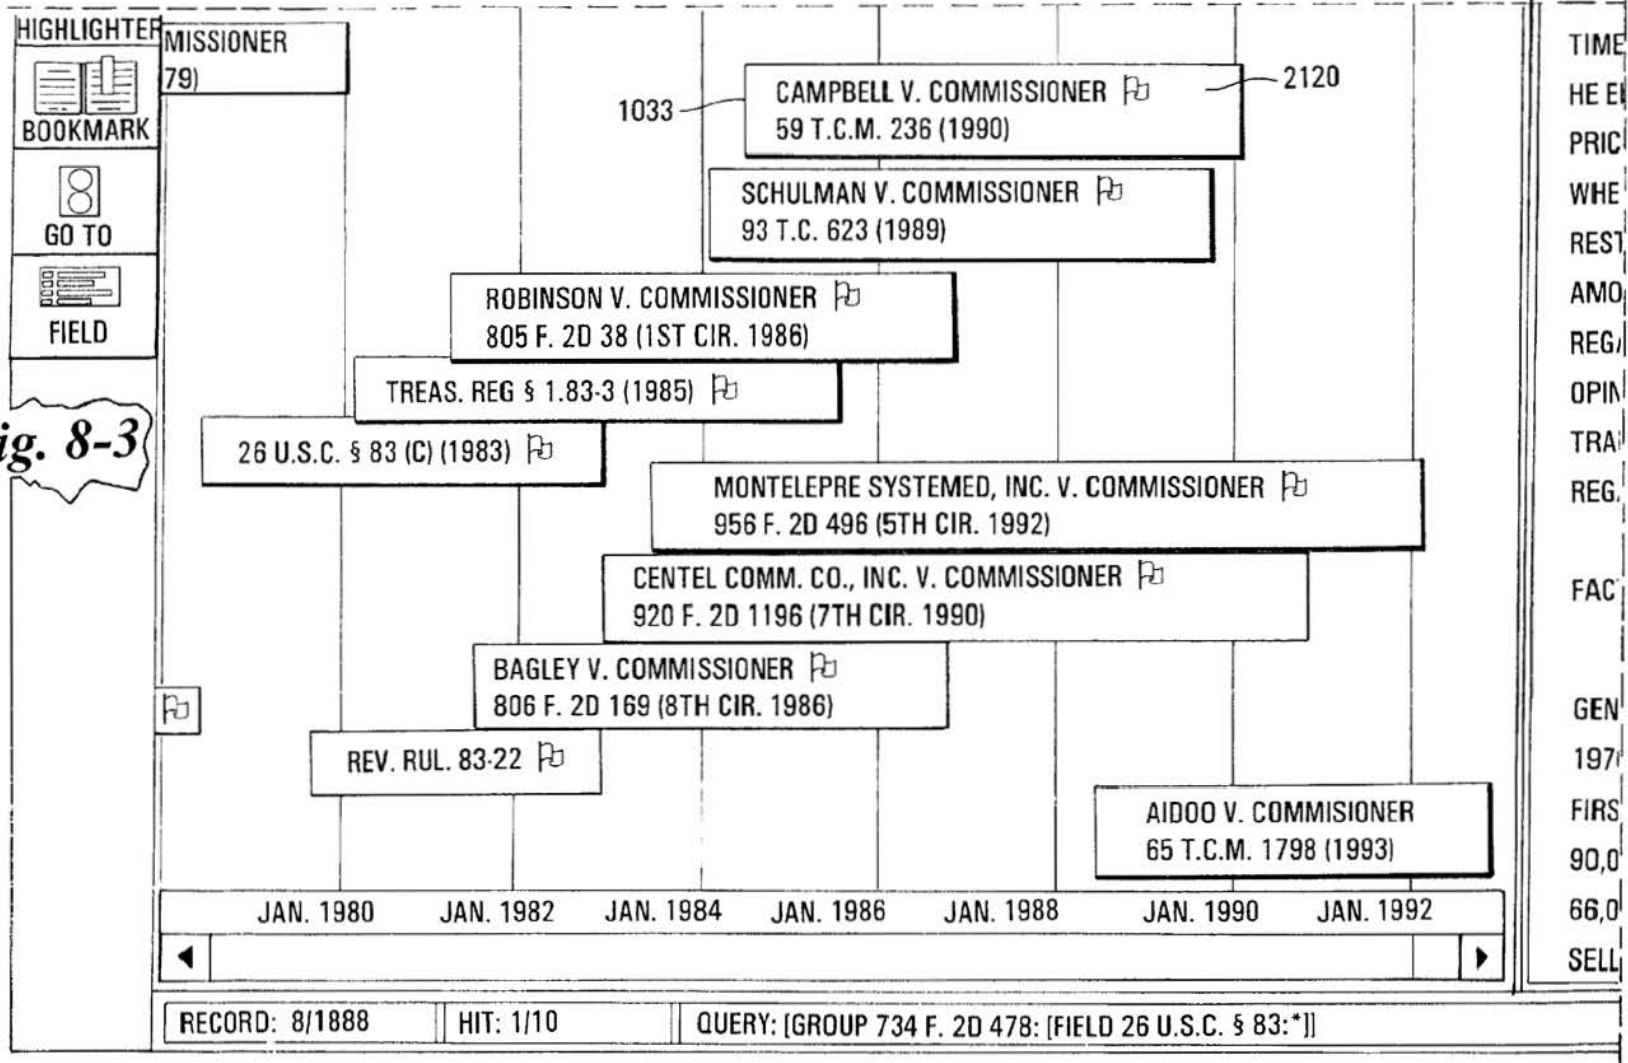 HIGHLIGHTER
BOOKMARK
GO TO
FIELD
ig. 8-3
MISSIONER
79)
1033
CAMPBELL V. COMMISSIONER
59 T.C.M. 236 (1990)
2120
SCHULMAN V. COMMISSIONER
93 T.C. 623 (1989)
ROBINSON V. COMMISSIONER
805 F. 2D 38 (1ST CIR. 1986)
TREAS. REG § 1.83-3 (1985)
26 U.S.C. § 83 (C) (1983)
MONTELEPRE SYSTEMED, INC. V. COMMISSIONER
956 F. 2D 496 (5TH CIR. 1992)
CENTEL COMM. CO., INC. V. COMMISSIONER
920 F. 2D 1196 (7TH CIR. 1990)
BAGLEY V. COMMISSIONER
806 F. 2D 169 (8TH CIR. 1986)
REV. RUL. 83-22
AIDOO V. COMMISIONER
65 T.C.M. 1798 (1993)
JAN. 1980 JAN. 1982 JAN. 1984 JAN. 1986 JAN. 1988 JAN. 1990 JAN. 1992
TIME
HE
PRIC
WHE
REST
AMO
REG
OPIN
TRA
REG.
FAC
GEN
197
FIRS
90,0
66,0
SELL
RECORD: 8/1888 HIT: 1/10 QUERY: [GROUP 734 F. 2D 478: [FIELD 26 U.S.C. § 83:*]]